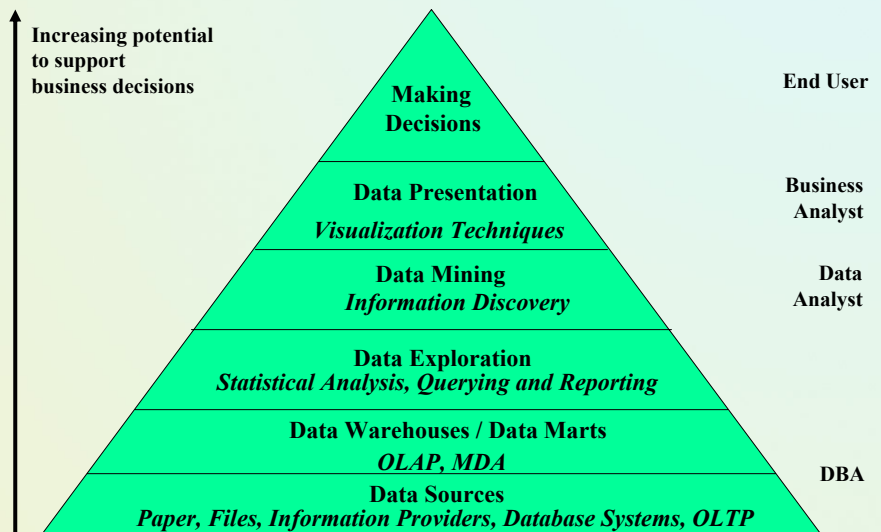 Increasing potential
to support
business decisions
Making
Decisions
End User
Data Presentation
Visualization Techniques
Business
Analyst
Data Mining
Information Discovery
Data
Analyst
Data Exploration
Statistical Analysis, Querying and Reporting
Data Warehouses / Data Marts
OLAP, MDA
DBA
Data Sources
Paper, Files, Information Providers, Database Systems, OLTP